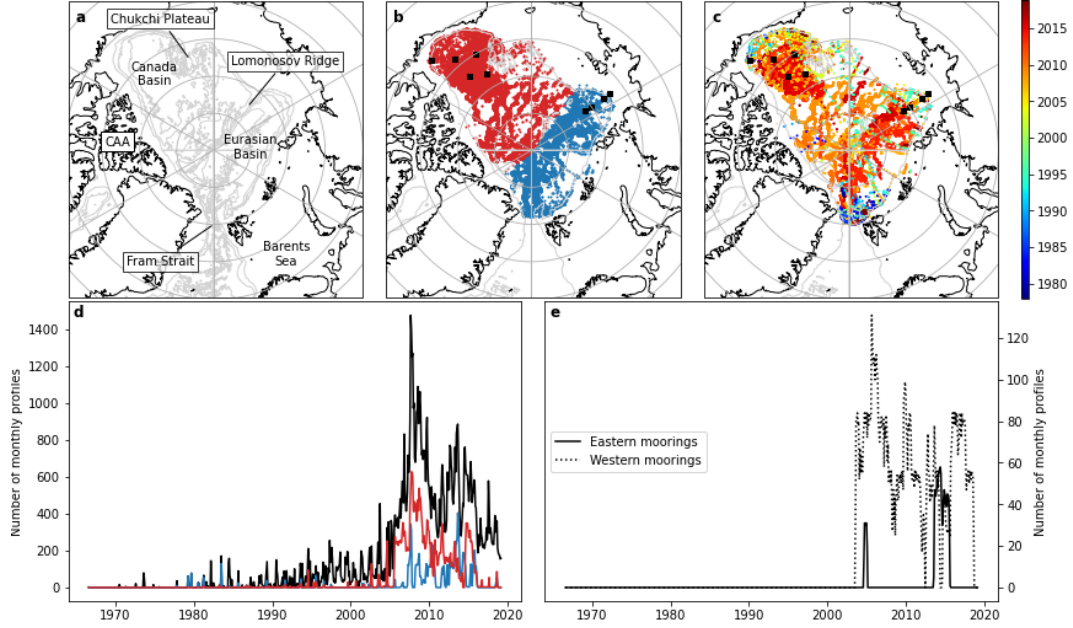 a
Chukchi Plateau
Canada
Basin
Lomonosov Ridge
CAA
Eurasian
Basin
Fram Strait
Barents
Sea
b
c
2015
2010
2005
2000
1995
1990
1985
1980
d
Number of monthly profiles
1400
1200
1000
800
600
400
200
0
1970
1980
1990
2000
2010
2020
e
Eastern moorings
Western moorings
120
100
80
60
40
20
0
Number of monthly profiles
1970
1980
1990
2000
2010
2020